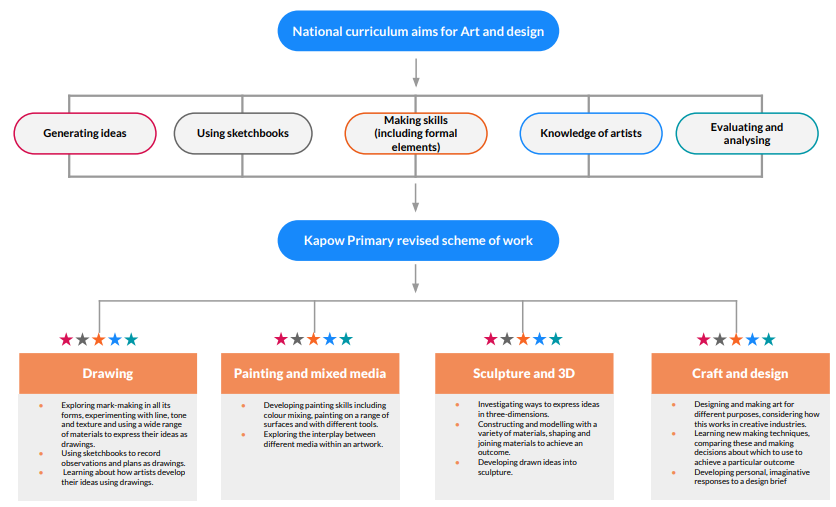 National curriculum aims for Art and design
Generating ideas
Using sketchbooks
Making skills
(including formal
elements)
Knowledge of artists
Evaluating and
analysing
Kapow Primary revised scheme of work
Drawing
Exploring mark-making in all its
forms, experimenting with line, tone
and texture and using a wide range
of materials to express their ideas as
drawings.
Using sketchbooks to record
observations and plans as drawings.
Learning about how artists develop
their ideas using drawings.
Painting and mixed media
Developing painting skills including
colour mixing, painting on a range of
surfaces and with different tools.
Exploring the interplay between
different media within an artwork.
Sculpture and 3D
Investigating ways to express ideas
in three-dimensions.
Constructing and modelling with a
variety of materials, shaping and
joining materials to achieve an
outcome.
Developing drawn ideas into
sculpture.
Craft and design
Designing and making art for
different purposes, considering how
this works in creative industries.
Learning new making techniques,
comparing these and making
decisions about which to use to
achieve a particular outcome
Developing personal, imaginative
responses to a design brief